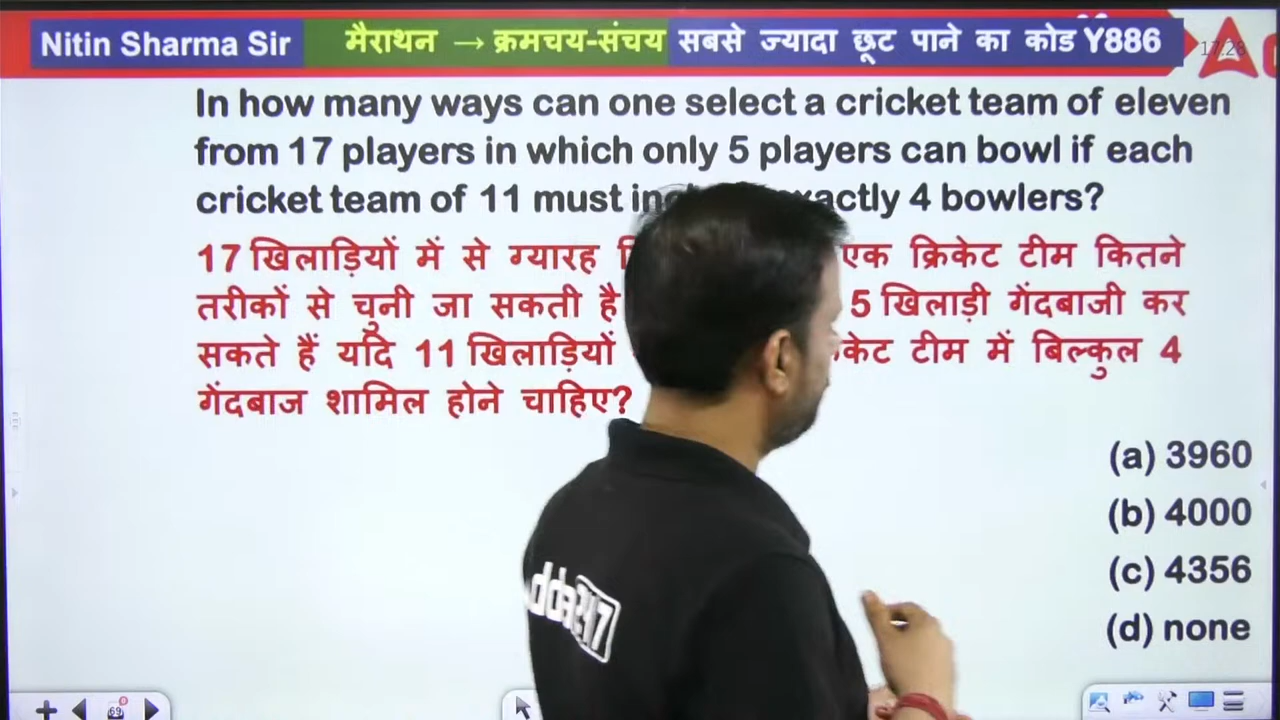 Nitin Sharma Sir मैराथन → क्रमचय-संचय सबसे ज्यादा छूट पाने का कोड Y886
17:28
In how many ways can one select a cricket team of eleven
from 17 players in which only 5 players can bowl if each
cricket team of 11 must exactly 4 bowlers?
17 खिलाड़ियों में से ग्यारह एक क्रिकेट टीम कितने
तरीकों से चुनी जा सकती है 5 खिलाड़ी गेंदबाजी कर
सकते हैं यदि 11 खिलाड़ियों टीम में बिल्कुल 4
गेंदबाज शामिल होने चाहिए?
(a) 3960
(b) 4000
(c) 4356
(d) none
69